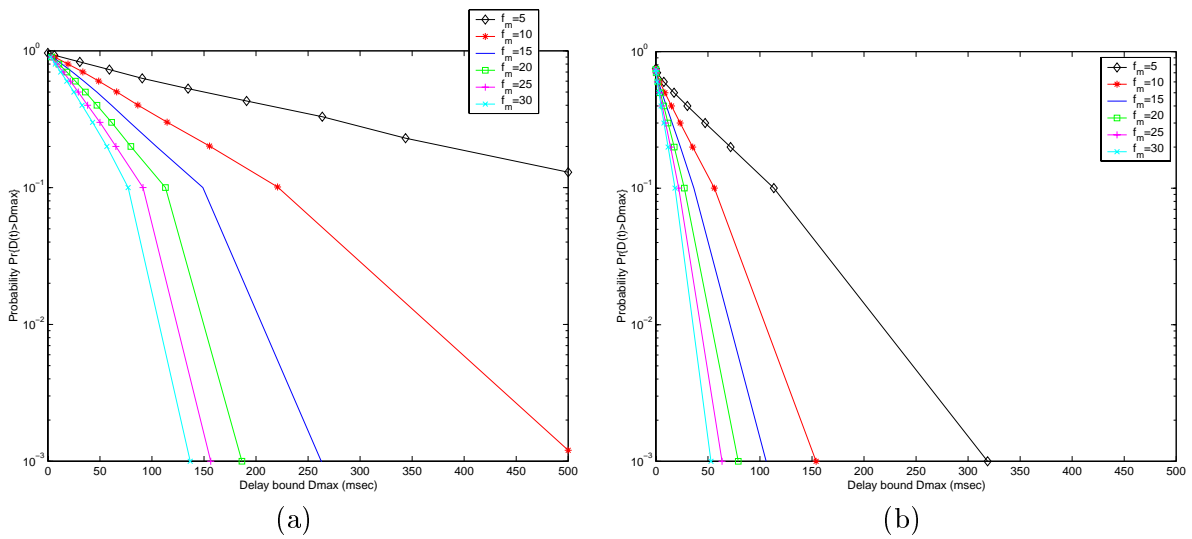 f_m=5
f_m=10
f_m=15
f_m=20
f_m=25
f_m=30
10^0
10^-1
10^-2
10^-3
Probability Pr{D(t)>Dmax}
0 50 100 150 200 250 300 350 400 450 500
Delay bound Dmax (msec)
(a)
f_m=5
f_m=10
f_m=15
f_m=20
f_m=25
f_m=30
10^0
10^-1
10^-2
10^-3
Probability Pr{D(t)>Dmax}
0 50 100 150 200 250 300 350 400 450 500
Delay bound Dmax (msec)
(b)